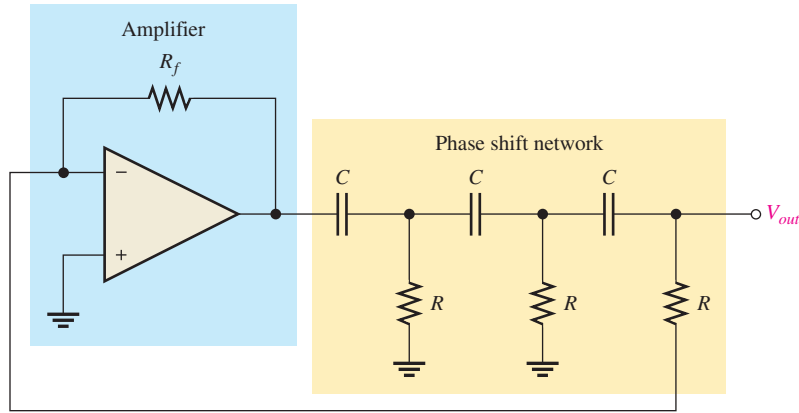 Amplifier
R_f
Phase shift network
C C C
−
V_out
+
R R R